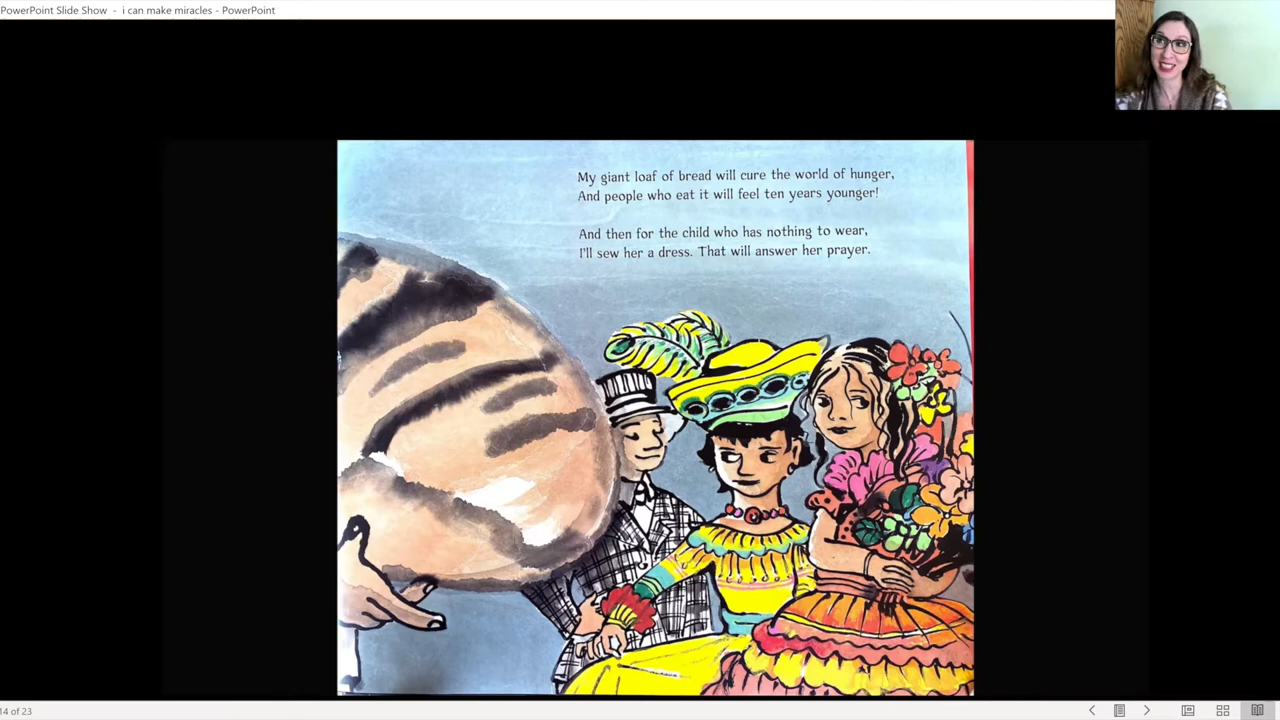 PowerPoint Slide Show - i can make miracles - PowerPoint
My giant loaf of bread will cure the world of hunger,
And people who eat it will feel ten years younger!
And then for the child who has nothing to wear,
I'll sew her a dress. That will answer her prayer.
14 of 23